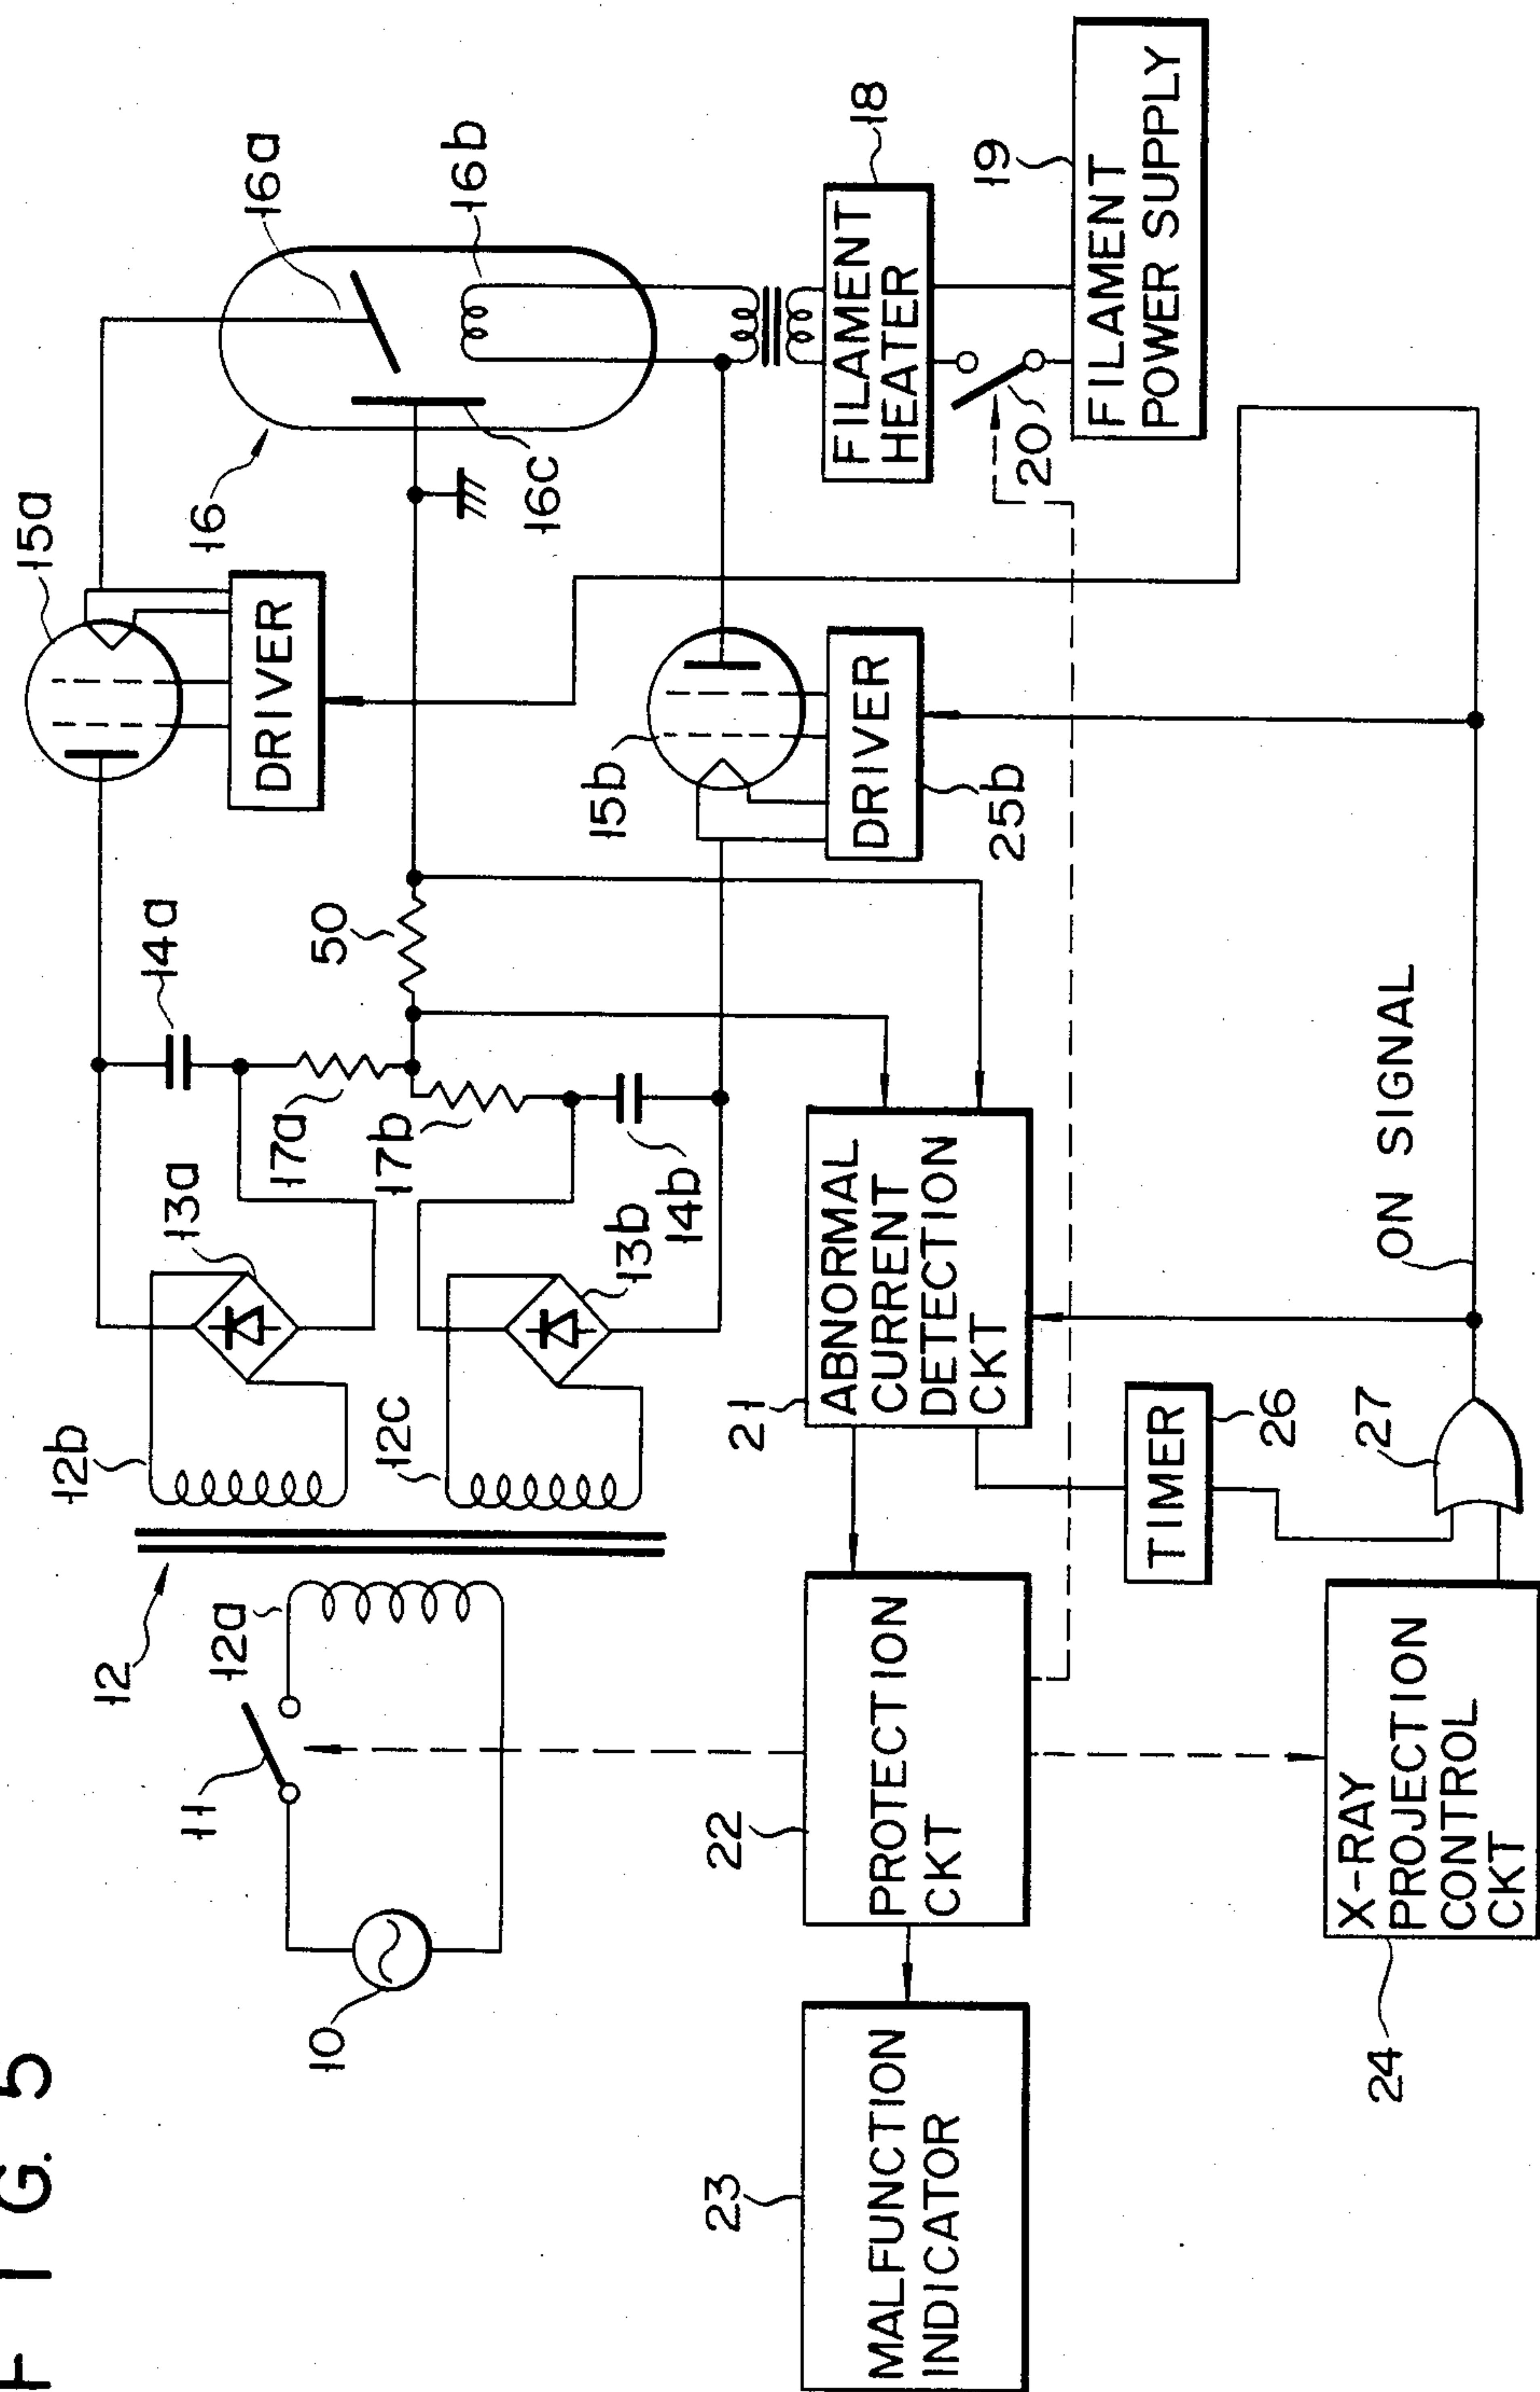 F I G. 5
10
11
12
12a
12b
12c
13a
13b
14a
14b
17a
17b
50
15a
DRIVER
15b
DRIVER
25b
16
16a
16b
16c
FILAMENT
HEATER
18
20
19
FILAMENT
POWER SUPPLY
21
ABNORMAL
CURRENT
DETECTION
CKT
22
PROTECTION
CKT
23
MALFUNCTION
INDICATOR
TIMER
26
27
ON SIGNAL
X-RAY
PROJECTION
CONTROL
CKT
24